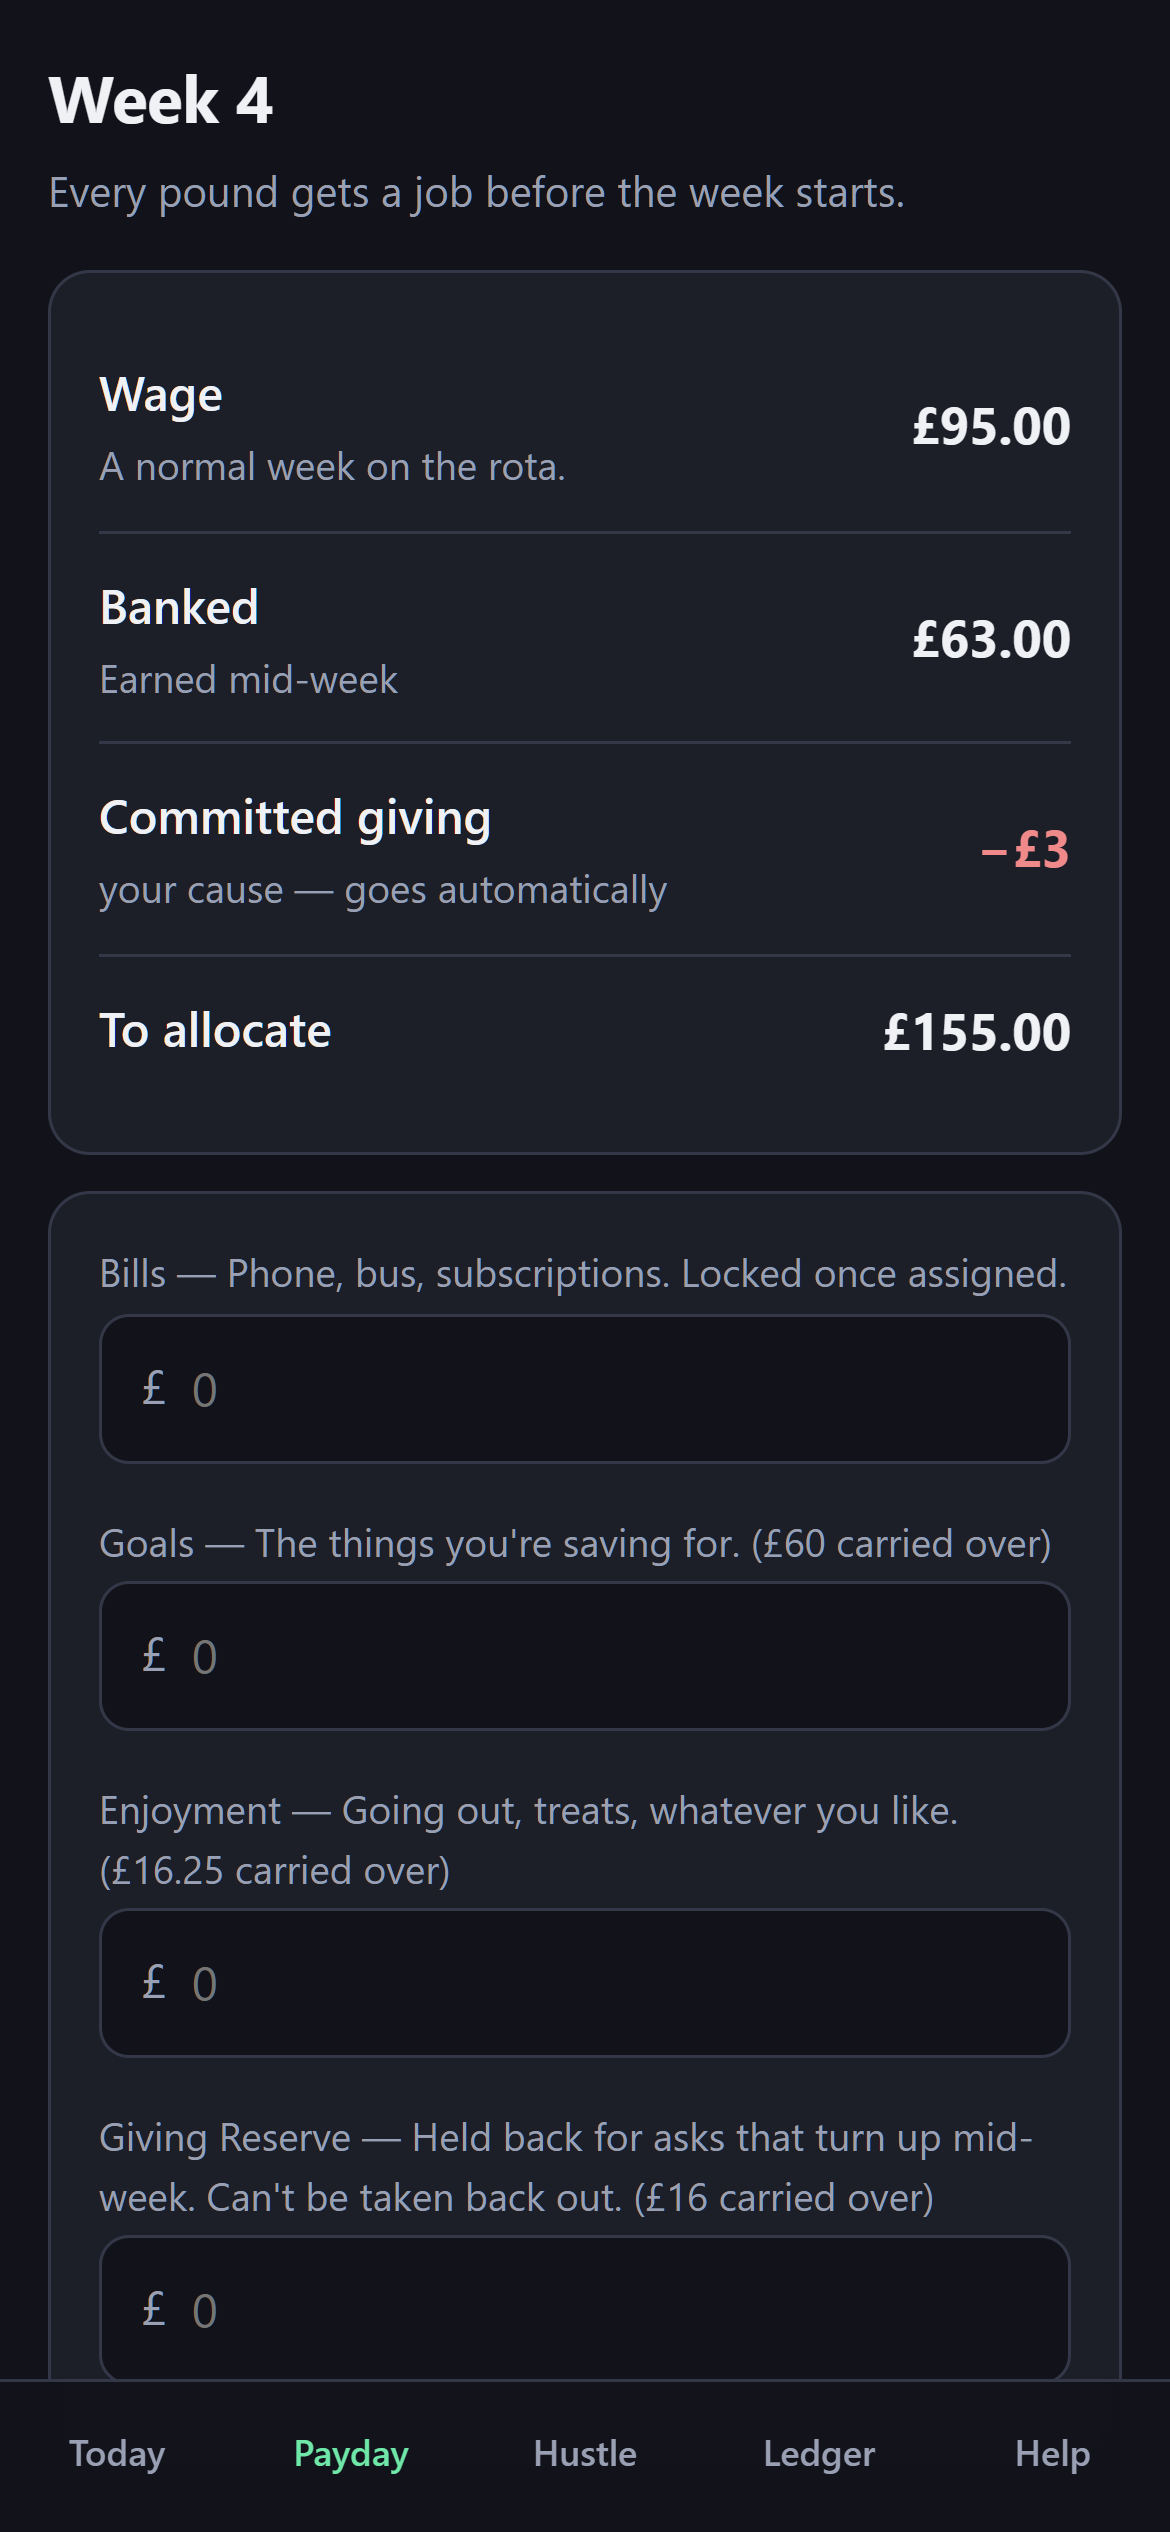 Week 4
Every pound gets a job before the week starts.
Wage
A normal week on the rota.
£95.00
Banked
Earned mid-week
£63.00
Committed giving
your cause — goes automatically
−£3
To allocate
£155.00
Bills — Phone, bus, subscriptions. Locked once assigned.
£ 0
Goals — The things you're saving for. (£60 carried over)
£ 0
Enjoyment — Going out, treats, whatever you like.
(£16.25 carried over)
£ 0
Giving Reserve — Held back for asks that turn up mid-
week. Can't be taken back out. (£16 carried over)
£ 0
Today Payday Hustle Ledger Help